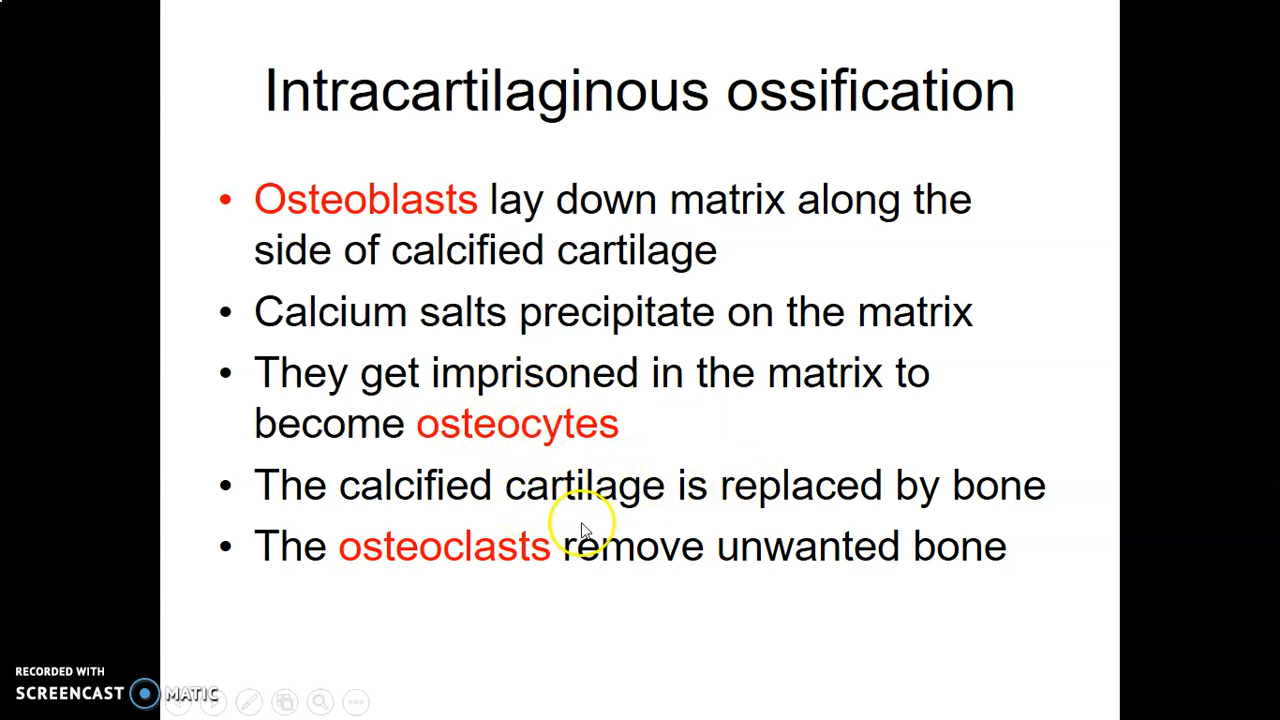 Intracartilaginous ossification
• Osteoblasts lay down matrix along the
side of calcified cartilage
• Calcium salts precipitate on the matrix
• They get imprisoned in the matrix to
become osteocytes
• The calcified cartilage is replaced by bone
• The osteoclasts remove unwanted bone
RECORDED WITH
SCREENCAST MATIC